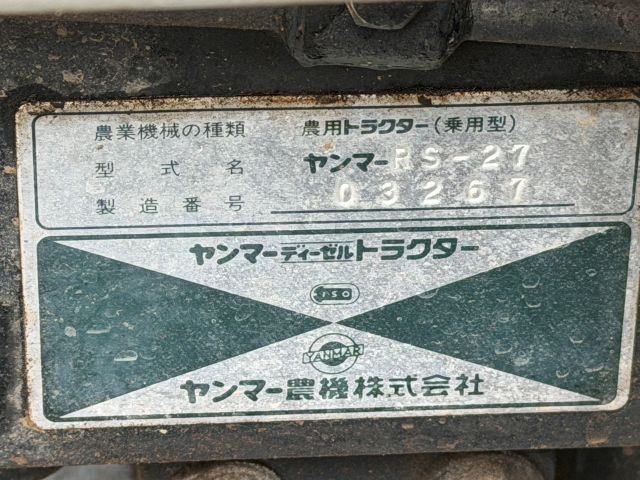 農業機械の種類 農用トラクター(乗用型)
型式名 ヤンマーRS-27
製造番号 03267
ヤンマーディーゼルトラクター
ISO
YANMAR
ヤンマー農機株式会社